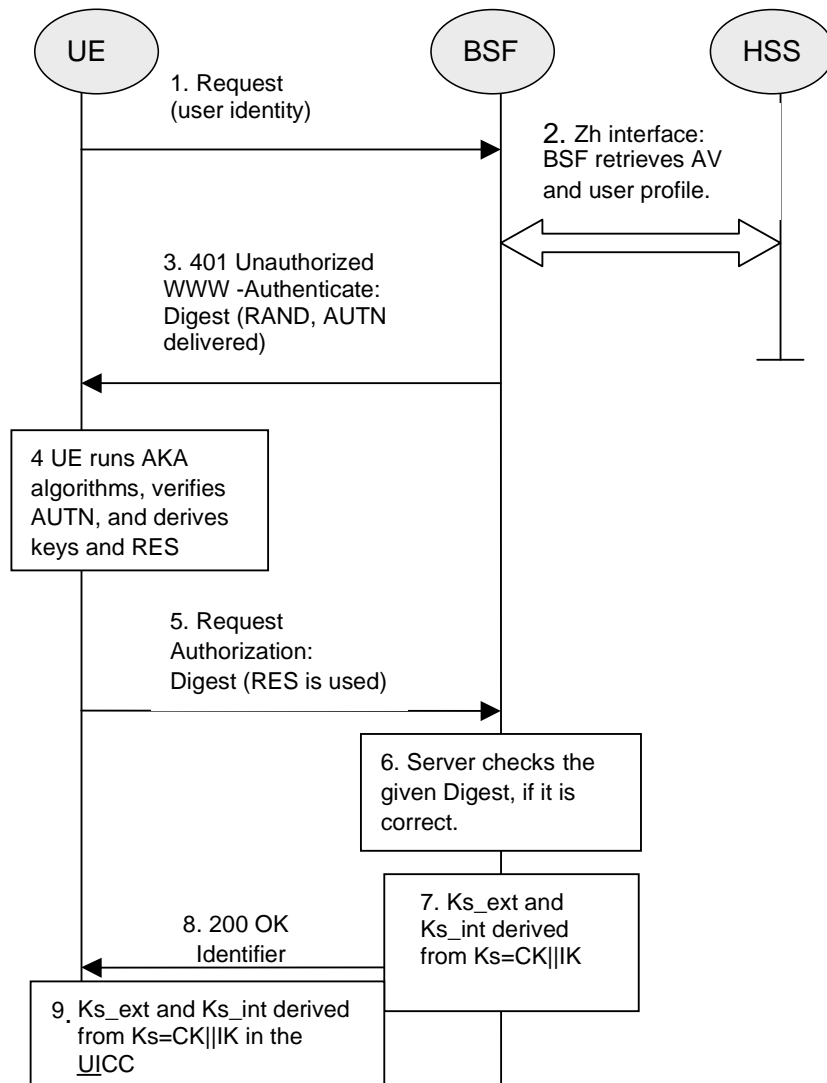 UE
BSF
HSS
1. Request
(user identity)
2. Zh interface:
BSF retrieves AV
and user profile.
3. 401 Unauthorized
WWW -Authenticate:
Digest (RAND, AUTN
delivered)
4 UE runs AKA
algorithms, verifies
AUTN, and derives
keys and RES
5. Request
Authorization:
Digest (RES is used)
6. Server checks the
given Digest, if it is
correct.
7. Ks_ext and
Ks_int derived
from Ks=CK||IK
8. 200 OK
Identifier
9. Ks_ext and Ks_int derived
from Ks=CK||IK in the
UICC